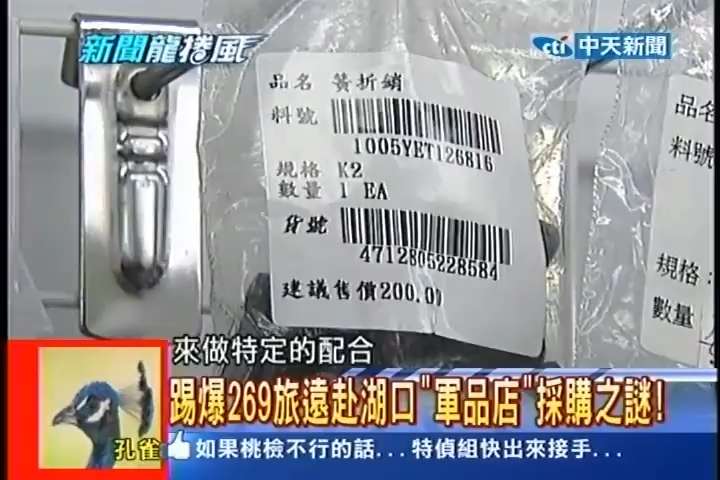 新聞龍捲風
cti 中天新聞
品名 簧折銷
料號
1005YET126816
規格 K2
數量 1 EA
貨號
4712805228584
建議售價200.00
品名
料號
規格:
數量
來做特定的配合
踢爆269旅遠赴湖口"軍品店"採購之謎!
孔雀
如果桃檢不行的話...特偵組快出來接手...